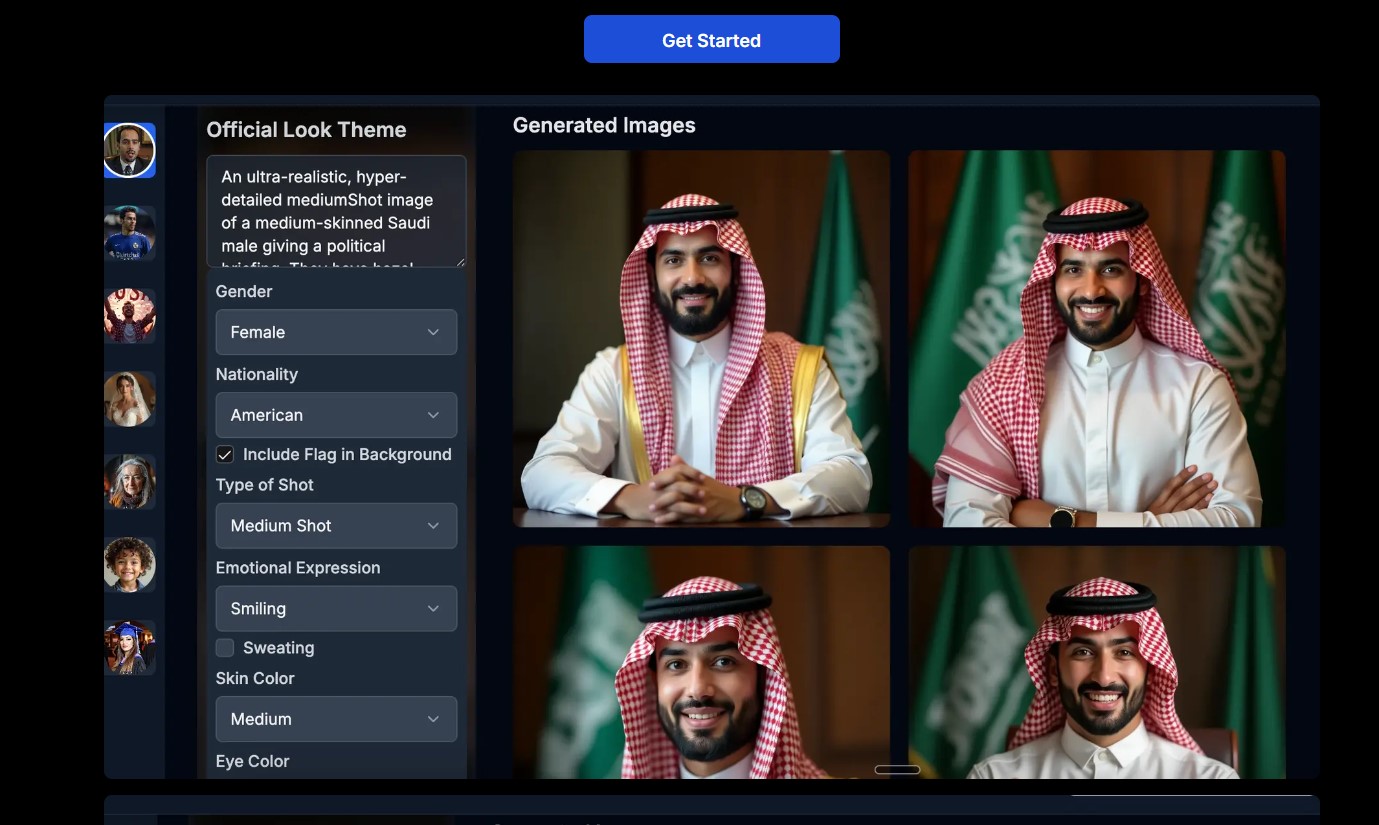 Get Started
Official Look Theme
An ultra-realistic, hyper-
detailed mediumShot image
of a medium-skinned Saudi
male giving a political
Gender
Female
Nationality
American
Include Flag in Background
Type of Shot
Medium Shot
Emotional Expression
Smiling
Sweating
Skin Color
Medium
Eye Color
Generated Images